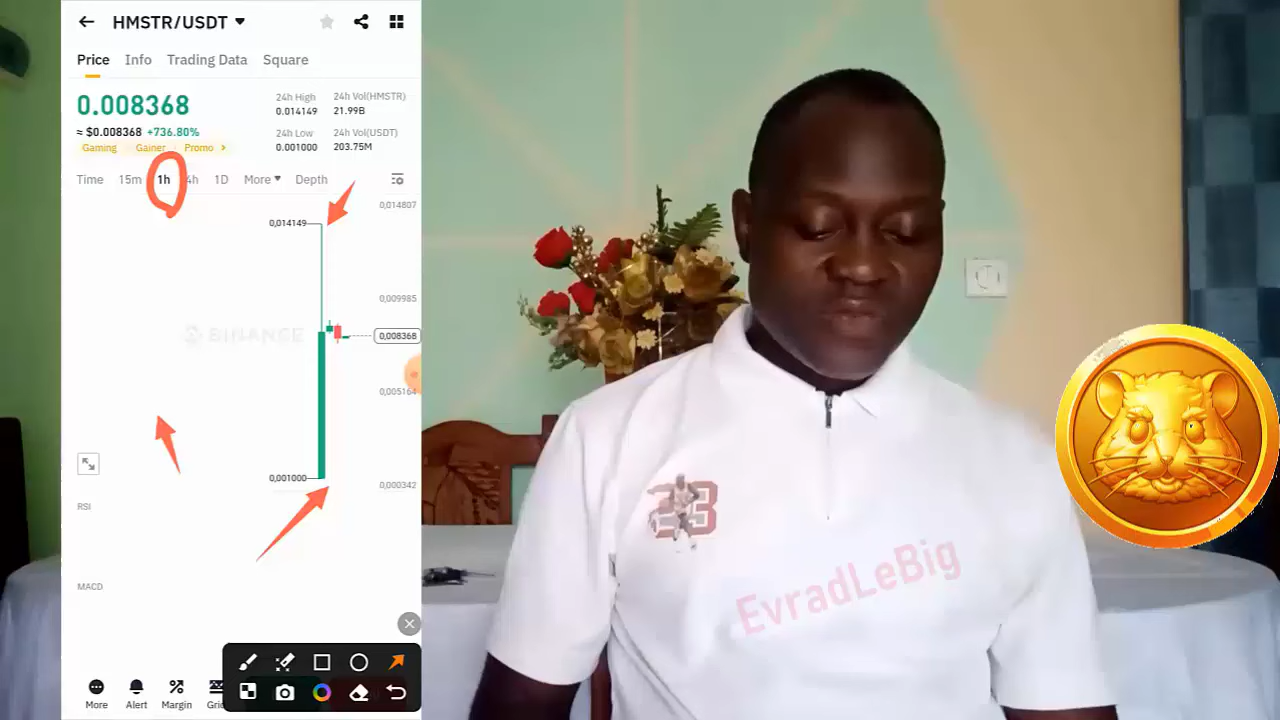 HMSTR/USDT
Price Info Trading Data Square
0.008368
24h High
24h Vol(HMSTR)
0.014149
21.99B
≈ $0.008368 +736.80%
24h Low
24h Vol(USDT)
0.001000
203.75M
Gaming Gainer Promo
Time 15m 1h 4h 1D More Depth
0,014807
0,014149
0,009985
BINANCE
0,008368
0,005164
0,001000
0,000342
RSI
MACD
More Alert Margin
23
EvradLeBig